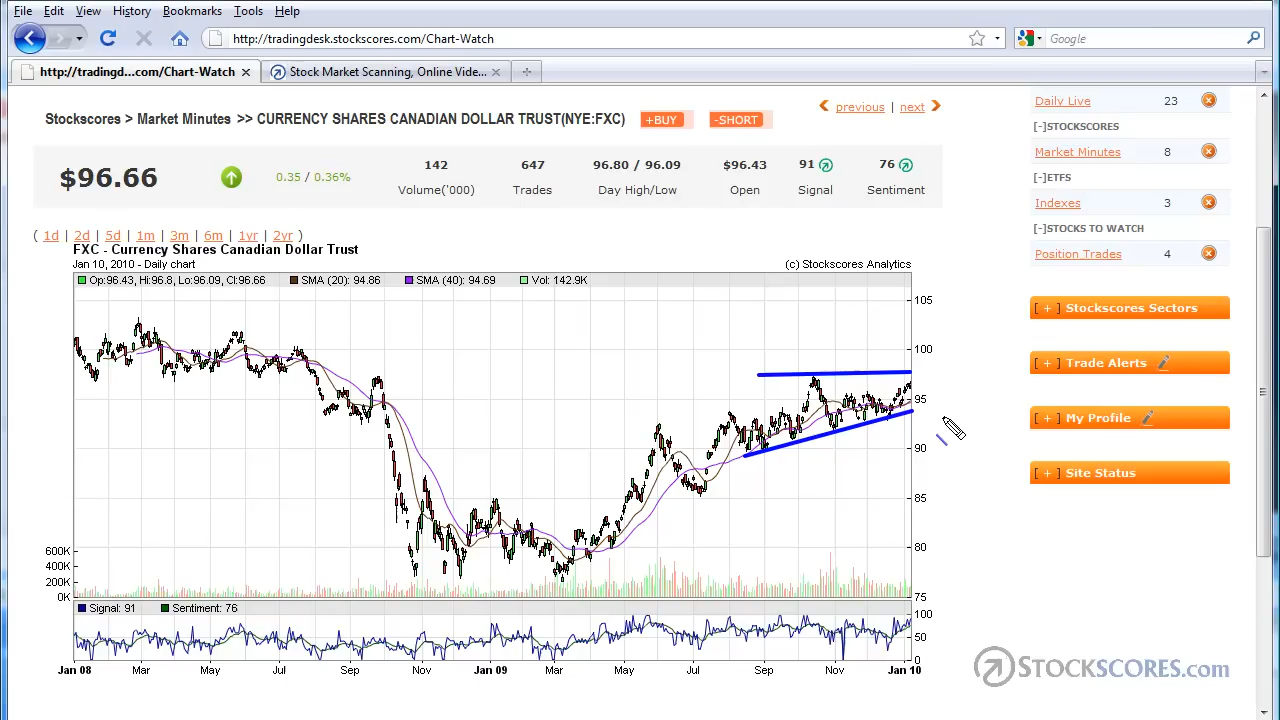 File Edit View History Bookmarks Tools Help
http://tradingdesk.stockscores.com/Chart-Watch
Google
http://tradingd...com/Chart-Watch
Stock Market Scanning, Online Vide...
Stockscores > Market Minutes >> CURRENCY SHARES CANADIAN DOLLAR TRUST(NYE:FXC) +BUY -SHORT
previous | next
$96.66
0.35 / 0.36%
142 647 96.80 / 96.09 $96.43 91 76
Volume('000) Trades Day High/Low Open Signal Sentiment
( 1d | 2d | 5d | 1m | 3m | 6m | 1yr | 2yr )
FXC - Currency Shares Canadian Dollar Trust
Jan 10, 2010 - Daily chart (c) Stockscores Analytics
Op:96.43, Hi:96.8, Lo:96.09, Cl:96.66 SMA (20): 94.86 SMA (40): 94.69 Vol: 142.9K
105
100
95
90
85
80
75
600K
400K
200K
0K
Signal: 91 Sentiment: 76
100
50
0
Jan 08 Mar May Jul Sep Nov Jan 09 Mar May Jul Sep Nov Jan 10
Daily Live 23
[-]STOCKSCORES
Market Minutes 8
[-]ETFS
Indexes 3
[-]STOCKS TO WATCH
Position Trades 4
[ + ] Stockscores Sectors
[ + ] Trade Alerts
[ + ] My Profile
[ + ] Site Status
STOCKSCORES.com